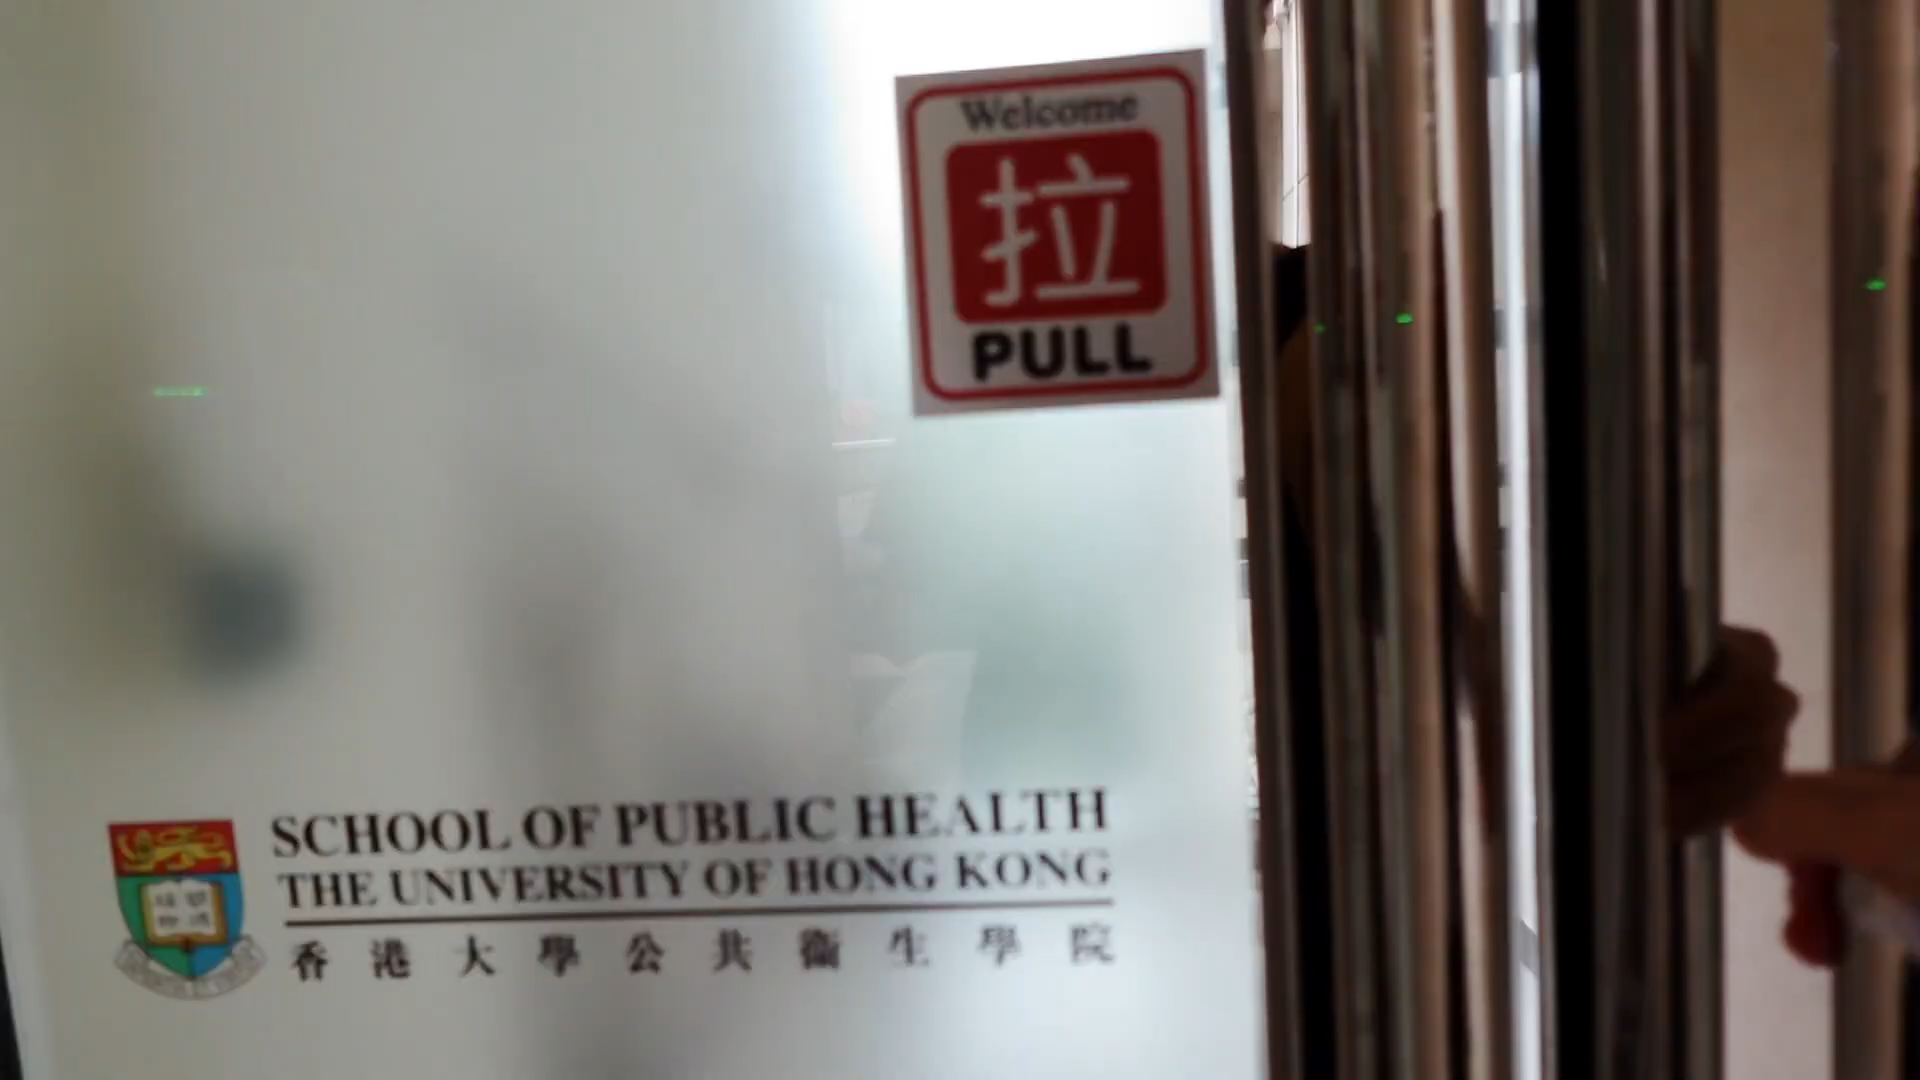 Welcome
拉
PULL
SCHOOL OF PUBLIC HEALTH
THE UNIVERSITY OF HONG KONG
香港大學公共衞生學院